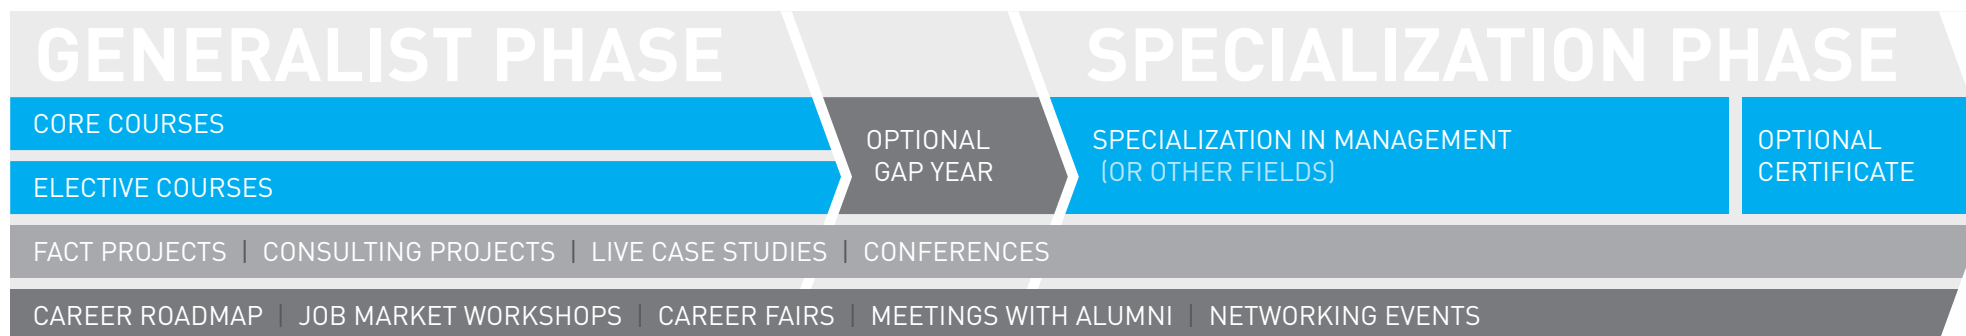 GENERALIST PHASE
SPECIALIZATION PHASE
CORE COURSES
ELECTIVE COURSES
OPTIONAL
GAP YEAR
SPECIALIZATION IN MANAGEMENT
(OR OTHER FIELDS)
OPTIONAL
CERTIFICATE
FACT PROJECTS | CONSULTING PROJECTS | LIVE CASE STUDIES | CONFERENCES
CAREER ROADMAP | JOB MARKET WORKSHOPS | CAREER FAIRS | MEETINGS WITH ALUMNI | NETWORKING EVENTS